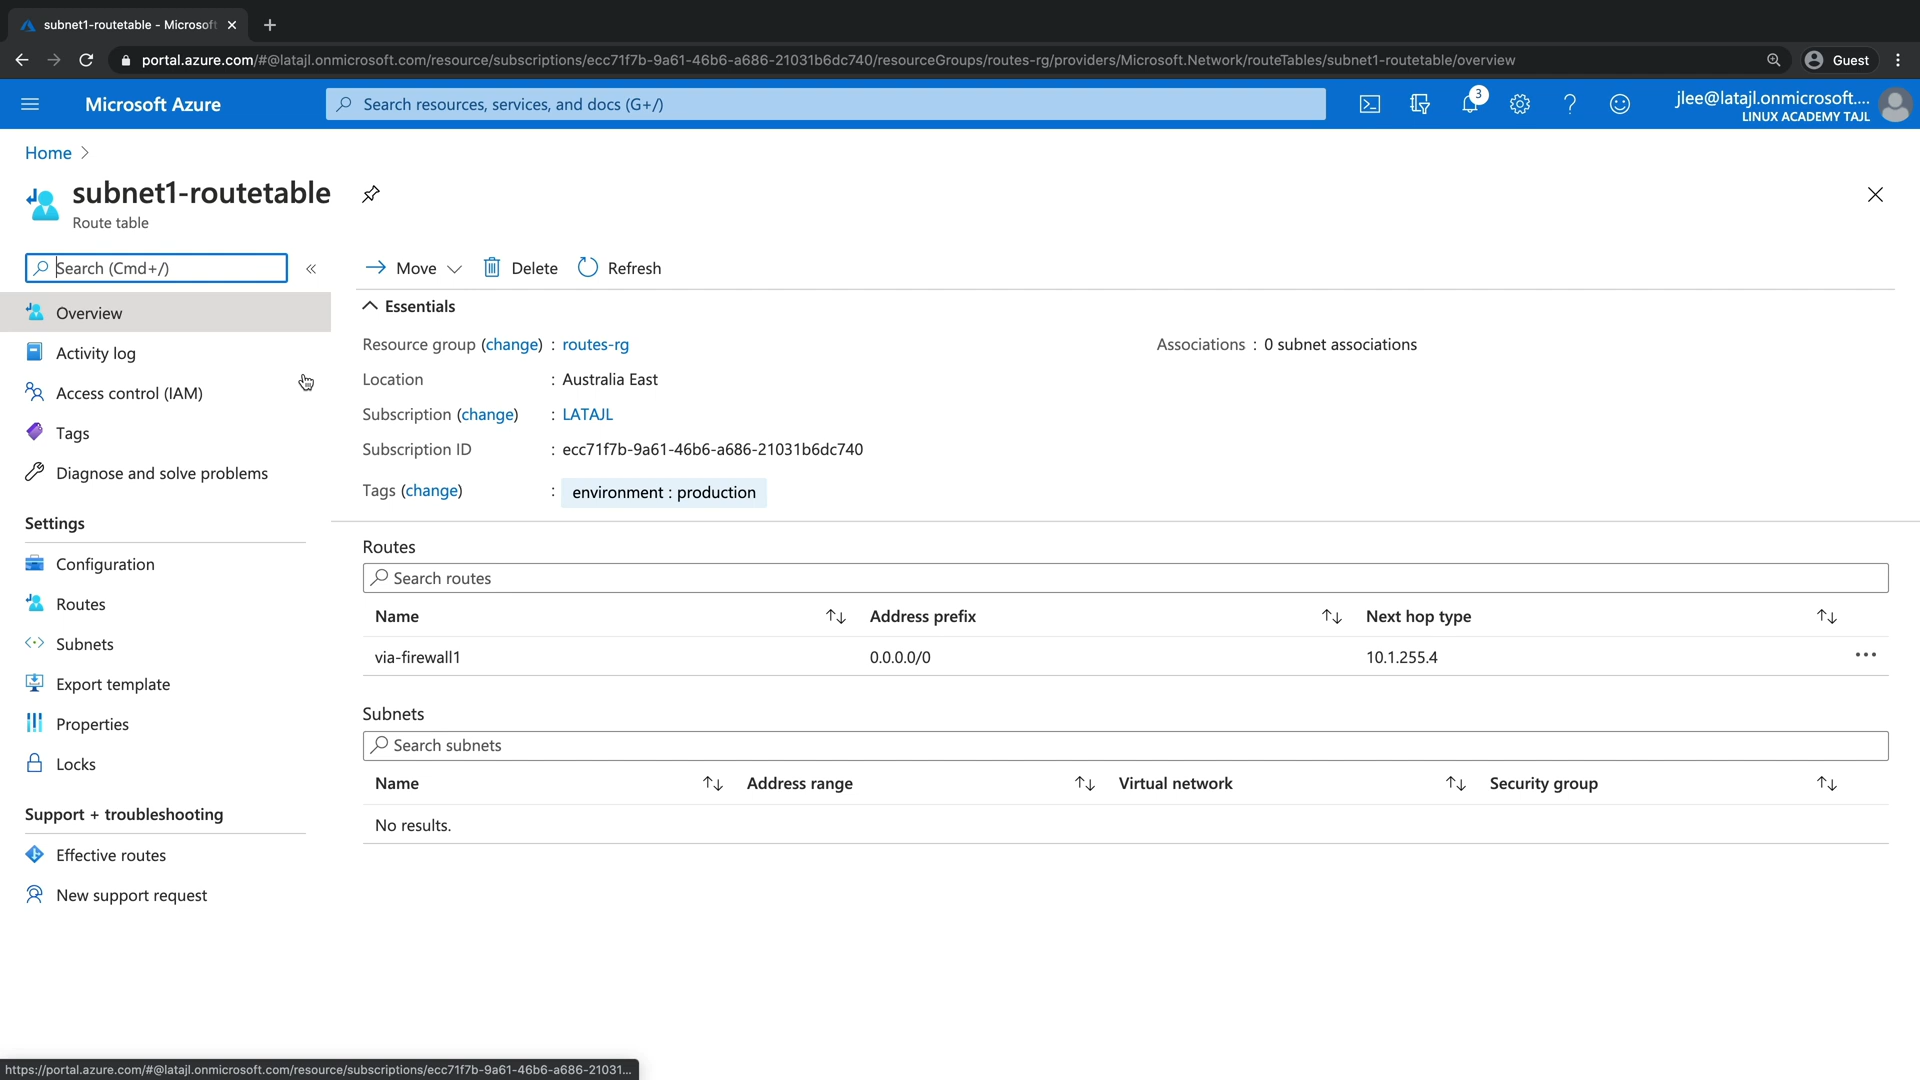 subnet1-routetable - Microsoft
portal.azure.com/#@latajl.onmicrosoft.com/resource/subscriptions/ecc71f7b-9a61-46b6-a686-21031b6dc740/resourceGroups/routes-rg/providers/Microsoft.Network/routeTables/subnet1-routetable/overview
Guest
Microsoft Azure
Search resources, services, and docs (G+/)
3
jlee@latajl.onmicrosoft....
LINUX ACADEMY TAJL
Home
subnet1-routetable
Route table
Search (Cmd+/)
«
Move
Delete
Refresh
Overview
Activity log
Access control (IAM)
Tags
Diagnose and solve problems
Settings
Configuration
Routes
Subnets
Export template
Properties
Locks
Support + troubleshooting
Effective routes
New support request
Essentials
Resource group (change) : routes-rg
Associations : 0 subnet associations
Location : Australia East
Subscription (change) : LATAJL
Subscription ID : ecc71f7b-9a61-46b6-a686-21031b6dc740
Tags (change) : environment : production
Routes
Search routes
Name Address prefix Next hop type
via-firewall1 0.0.0.0/0 10.1.255.4
Subnets
Search subnets
Name Address range Virtual network Security group
No results.
https://portal.azure.com/#@latajl.onmicrosoft.com/resource/subscriptions/ecc71f7b-9a61-46b6-a686-21031...